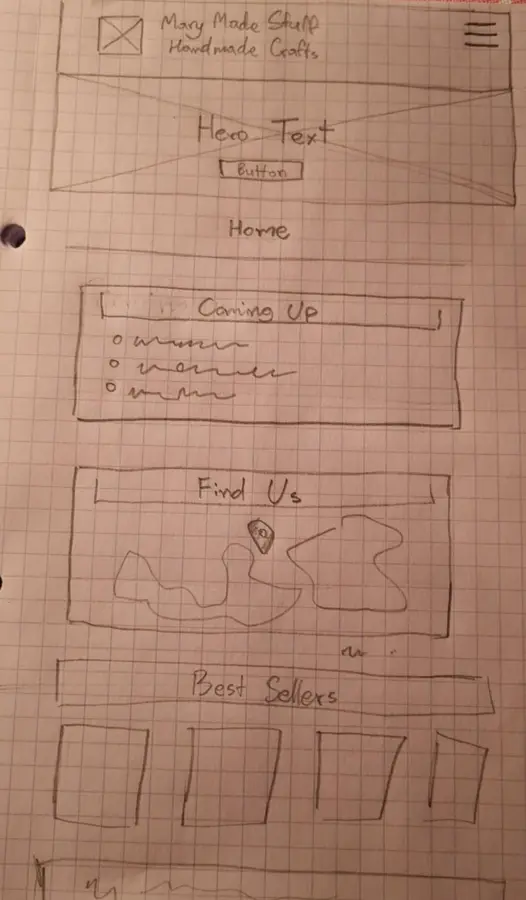 Mary Made Stuff
Handmade Crafts
Hero Text
Button
Home
Coming Up
Find Us
Best Sellers